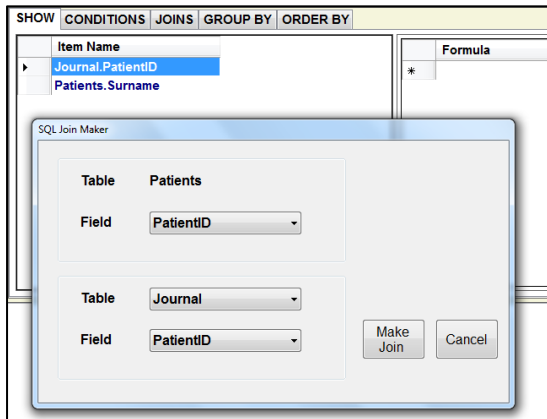 SHOW CONDITIONS JOINS GROUP BY ORDER BY
Item Name
Formula
Journal.PatientID
*
Patients.Surname
SQL Join Maker
Table Patients
Field PatientID
Table Journal
Field PatientID
Make Join
Cancel